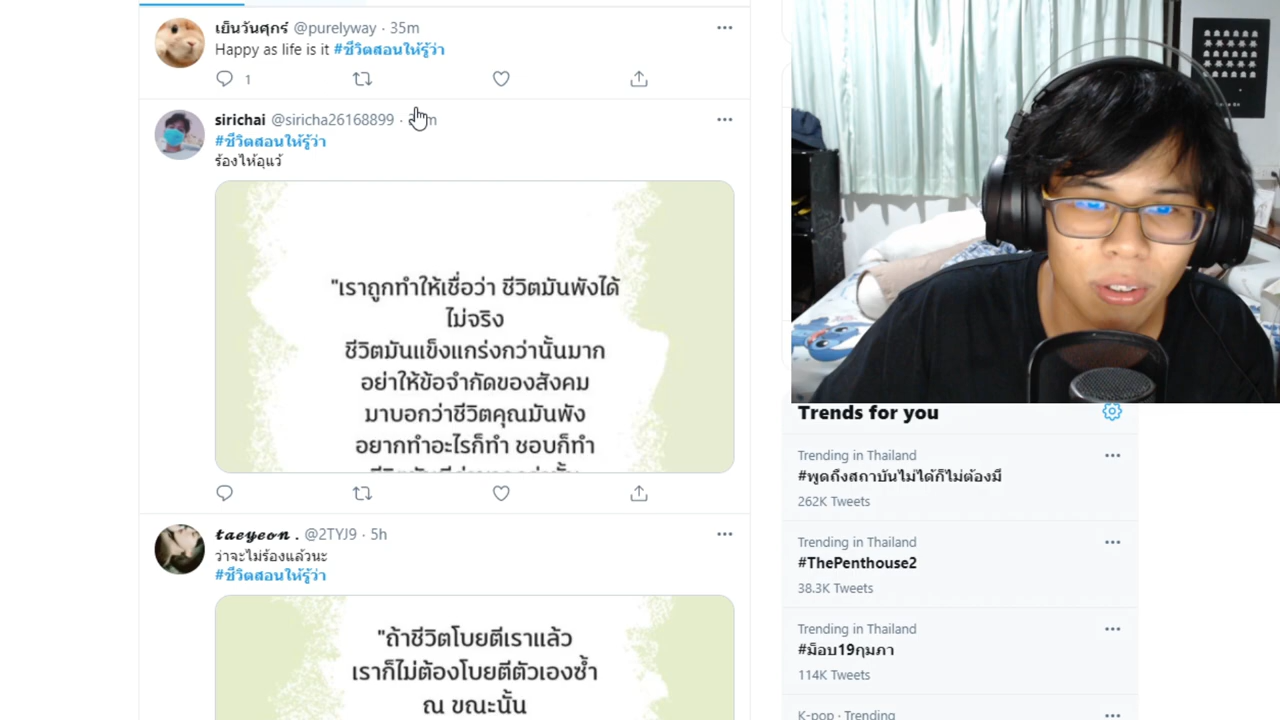 เย็นวันศุกร์ @purelyway · 35m
Happy as life is it #ชีวิตสอนให้รู้ว่า
1
sirichai @siricha26168899 ·
#ชีวิตสอนให้รู้ว่า
ร้องไห้อุแว้
"เราถูกทำให้เชื่อว่า ชีวิตมันพังได้
ไม่จริง
ชีวิตมันแข็งแกร่งกว่านั้นมาก
อย่าให้ข้อจำกัดของสังคม
มาบอกว่าชีวิตคุณมันพัง
อยากทำอะไรก็ทำ ชอบก็ทำ
taeyeon . @2TYJ9 · 5h
ว่าจะไม่ร้องแล้วนะ
#ชีวิตสอนให้รู้ว่า
"ถ้าชีวิตโบยตีเราแล้ว
เราก็ไม่ต้องโบยตีตัวเองซ้ำ
ณ ขณะนั้น
Trends for you
Trending in Thailand
#พูดถึงสถาบันไม่ได้ก็ไม่ต้องมี
262K Tweets
Trending in Thailand
#ThePenthouse2
38.3K Tweets
Trending in Thailand
#ม็อบ19กุมภา
114K Tweets
K-pop · Trending